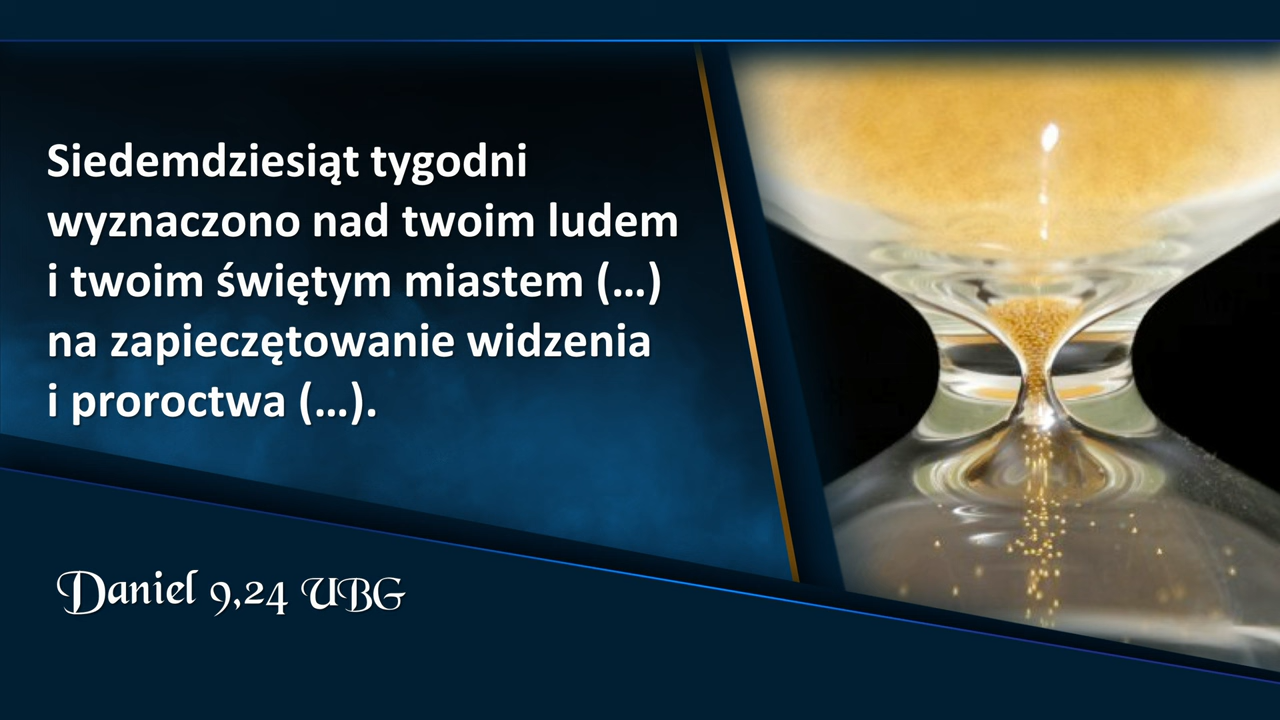 Siedemdziesiąt tygodni
wyznaczono nad twoim ludem
i twoim świętym miastem (...)
na zapieczętowanie widzenia
i proroctwa (...).
Daniel 9,24 UBG